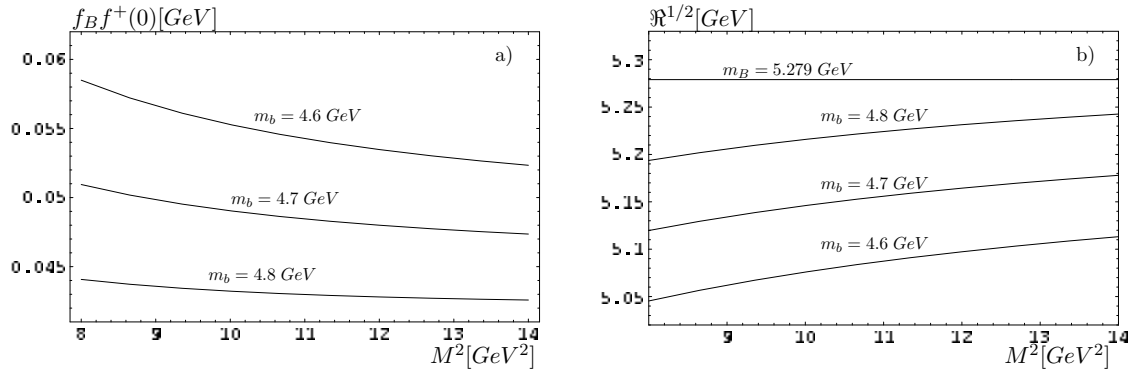 f_B f^+(0)[GeV]
a)
0.06
m_b = 4.6 GeV
0.055
m_b = 4.7 GeV
0.05
m_b = 4.8 GeV
0.045
8 9 10 11 12 13 14
M^2[GeV^2]
ℜ^{1/2}[GeV]
b)
5.3
m_B = 5.279 GeV
5.25
m_b = 4.8 GeV
5.2
m_b = 4.7 GeV
5.15
m_b = 4.6 GeV
5.1
5.05
9 10 11 12 13 14
M^2[GeV^2]